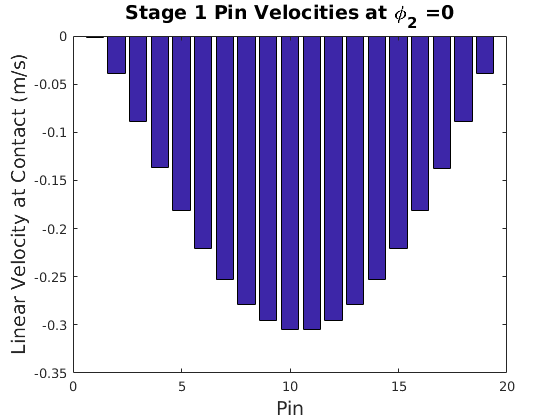 Stage 1 Pin Velocities at ϕ₂ =0
Linear Velocity at Contact (m/s)
0
-0.05
-0.1
-0.15
-0.2
-0.25
-0.3
-0.35
0 5 10 15 20
Pin